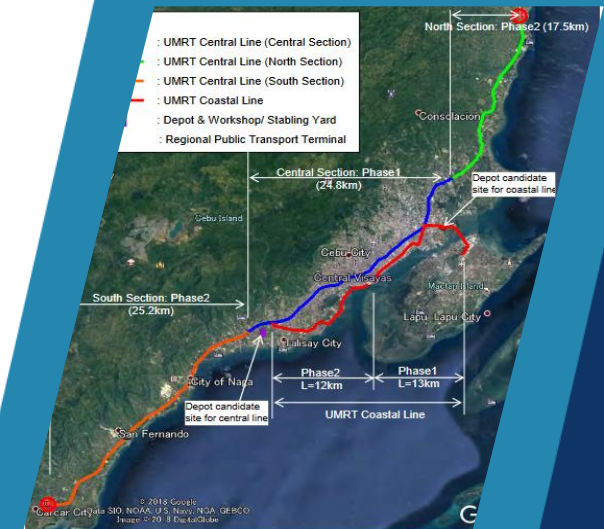 North Section: Phase2 (17.5km)
: UMRT Central Line (Central Section)
: UMRT Central Line (North Section)
: UMRT Central Line (South Section)
: UMRT Coastal Line
: Depot & Workshop/ Stabling Yard
: Regional Public Transport Terminal
Consolacion
Central Section: Phase1
(24.8km)
Depot candidate
site for coastal line
Cebu Island
Cebu City
Central Visayas
Mactan Island
South Section: Phase2
(25.2km)
Lapu-Lapu City
Talisay City
City of Naga
Phase2
L=12km
Phase1
L=13km
Depot candidate
site for central line
UMRT Coastal Line
San Fernando
Carcar City
© 2018 Google
Data SIO, NOAA, U.S. Navy, NGA, GEBCO
Image © 2018 DigitalGlobe
G